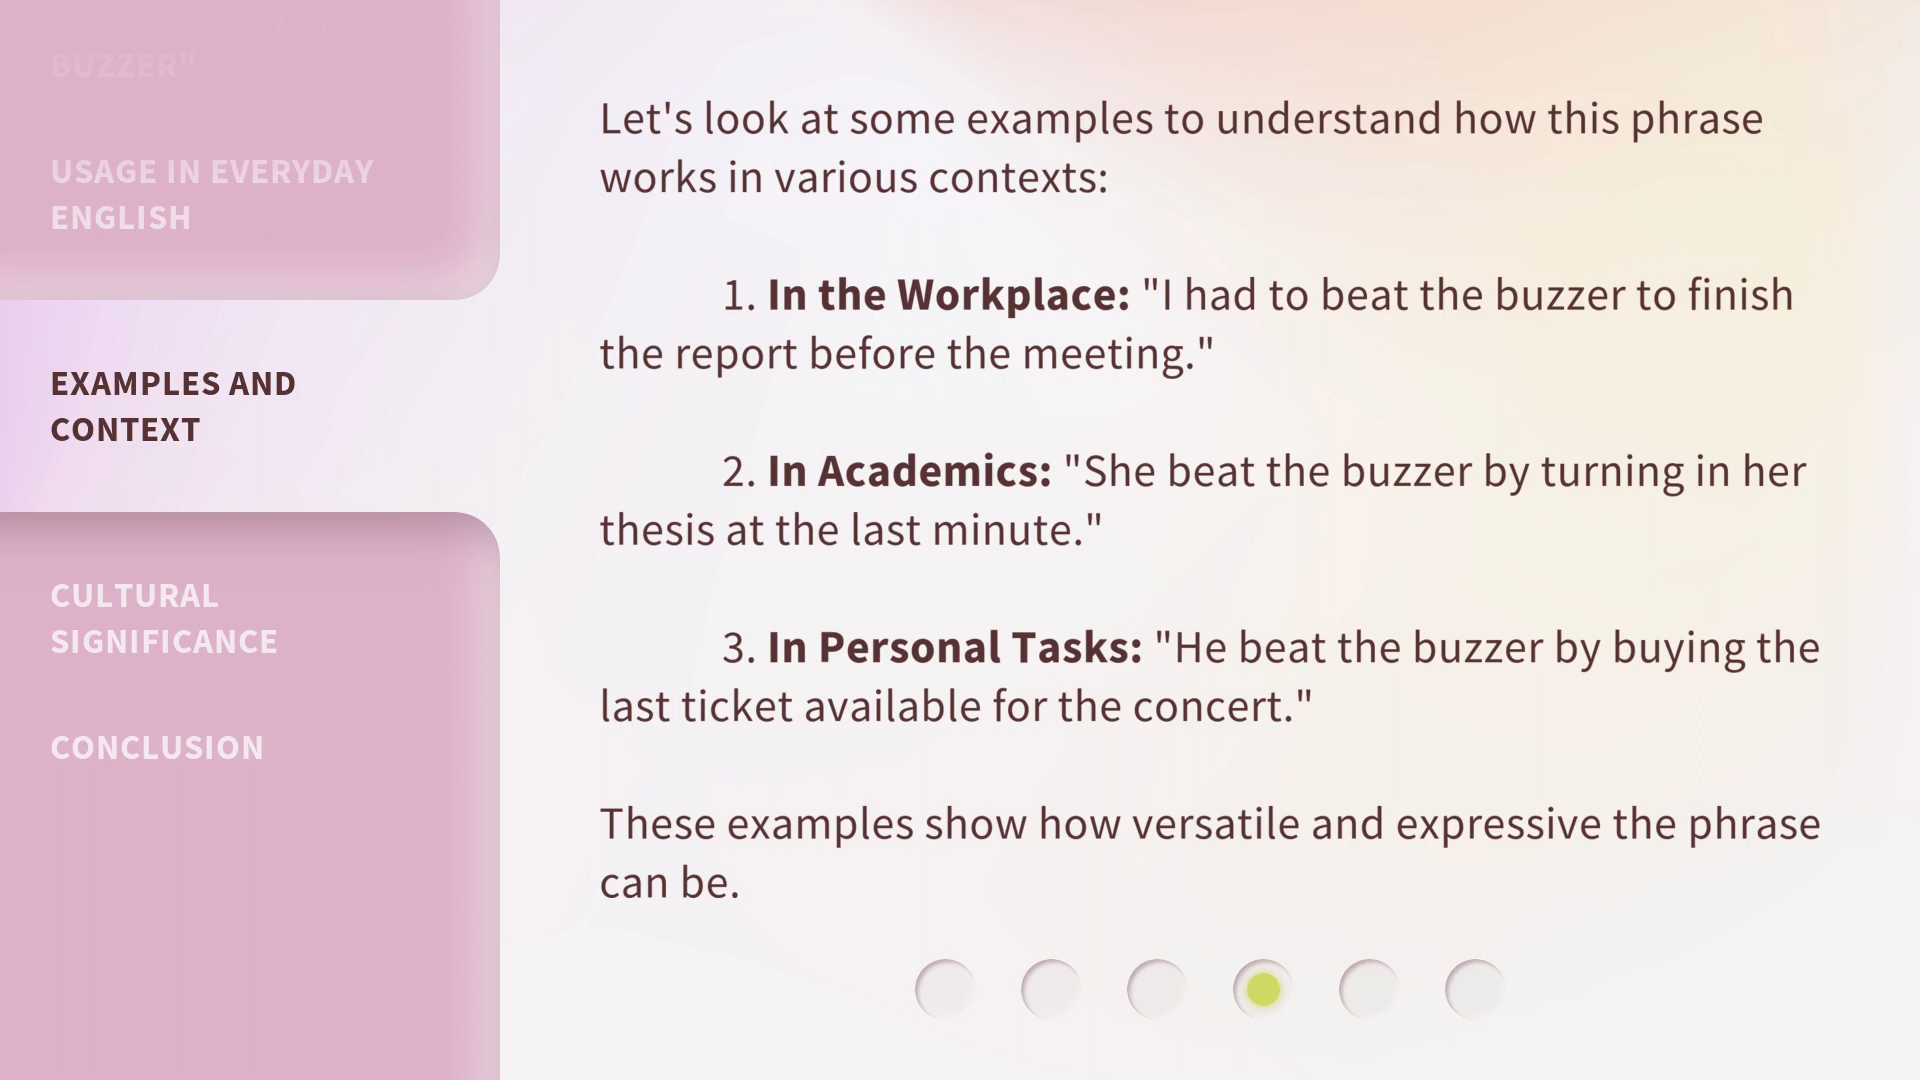 BUZZER"
USAGE IN EVERYDAY
ENGLISH
EXAMPLES AND
CONTEXT
CULTURAL
SIGNIFICANCE
CONCLUSION
Let's look at some examples to understand how this phrase
works in various contexts:
1. In the Workplace: "I had to beat the buzzer to finish
the report before the meeting."
2. In Academics: "She beat the buzzer by turning in her
thesis at the last minute."
3. In Personal Tasks: "He beat the buzzer by buying the
last ticket available for the concert."
These examples show how versatile and expressive the phrase
can be.